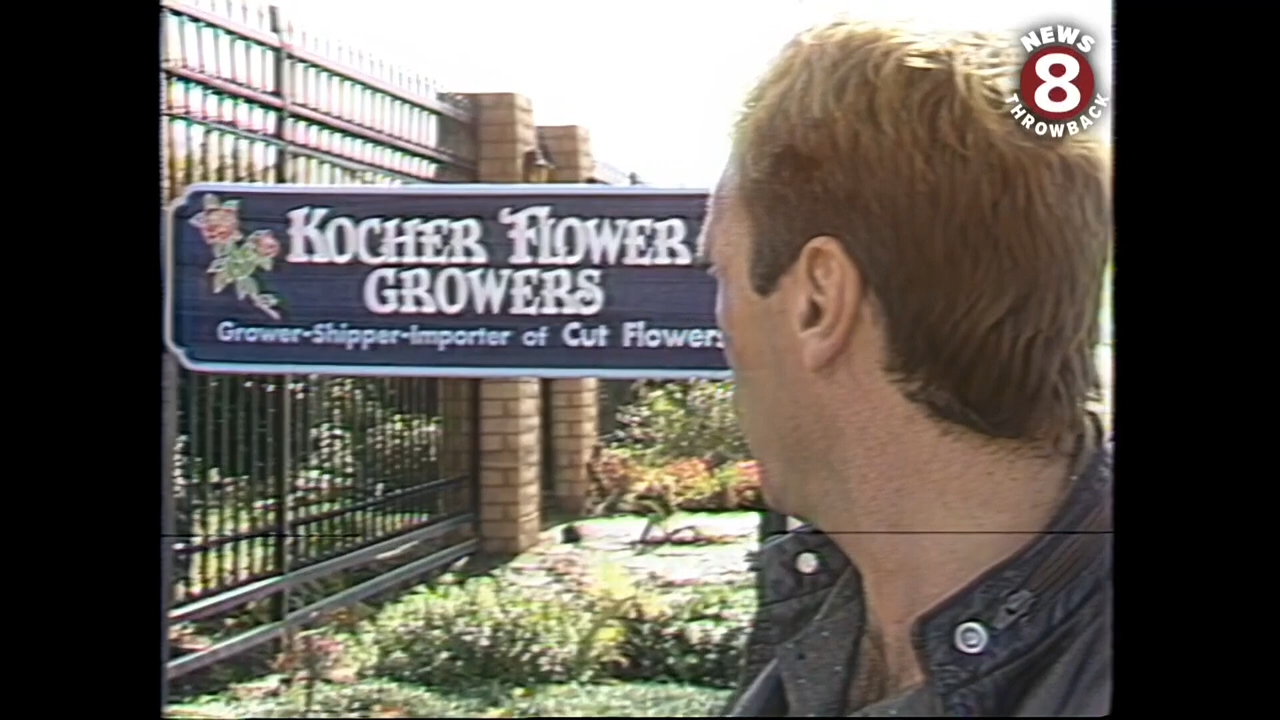 NEWS
8
THROWBACK
KOCHER FLOWER
GROWERS
Grower-Shipper-Importer of Cut Flowers